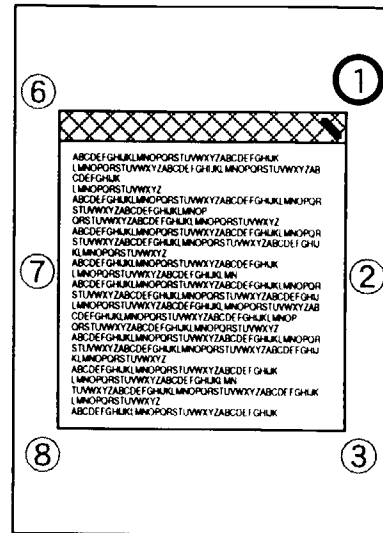 ⑥
①
ABCDEFGHIJKLMNOPQRSTUVWXYZABCDEFGHIJK
LMNOPQRSTUVWXYZABCDEFGHIJKLMNOPQRSTUVWXYZAB
CDEFGHIJK
LMNOPQRSTUVWXYZ
ABCDEFGHIJKLMNOPQRSTUVWXYZABCDEFGHIJKLMNOPQR
STUVWXYZABCDEFGHIJKLMNOP
QRSTUVWXYZABCDEFGHIJKLMNOPQRSTUVWXYZ
ABCDEFGHIJKLMNOPQRSTUVWXYZABCDEFGHIJKLMNOPQR
STUVWXYZABCDEFGHIJKLMNOPQRSTUVWXYZABCDEFGHIJ
KLMNOPQRSTUVWXYZ
ABCDEFGHIJKLMNOPQRSTUVWXYZABCDEFGHIJK
⑦
LMNOPQRSTUVWXYZABCDEFGHIJKLMN
②
ABCDEFGHIJKLMNOPQRSTUVWXYZABCDEFGHIJKLMNOPQR
STUVWXYZABCDEFGHIJKLMNOPQRSTUVWXYZABCDEFGHIJ
LMNOPQRSTUVWXYZABCDEFGHIJKLMNOPQRSTUVWXYZAB
CDEFGHIJKLMNOPQRSTUVWXYZABCDEFGHIJKLMNOP
QRSTUVWXYZABCDEFGHIJKLMNOPQRSTUVWXYZ
ABCDEFGHIJKLMNOPQRSTUVWXYZABCDEFGHIJKLMNOPQR
STUVWXYZABCDEFGHIJKLMNOPQRSTUVWXYZABCDEFGHIJ
KLMNOPQRSTUVWXYZ
ABCDEFGHIJKLMNOPQRSTUVWXYZABCDEFGHIJK
LMNOPQRSTUVWXYZABCDEFGHIJKLMN
TUVWXYZABCDEFGHIJKLMNOPQRSTUVWXYZABCDEFGHIJK
LMNOPQRSTUVWXYZ
ABCDEFGHIJKLMNOPQRSTUVWXYZABCDEFGHIJK
⑧
③